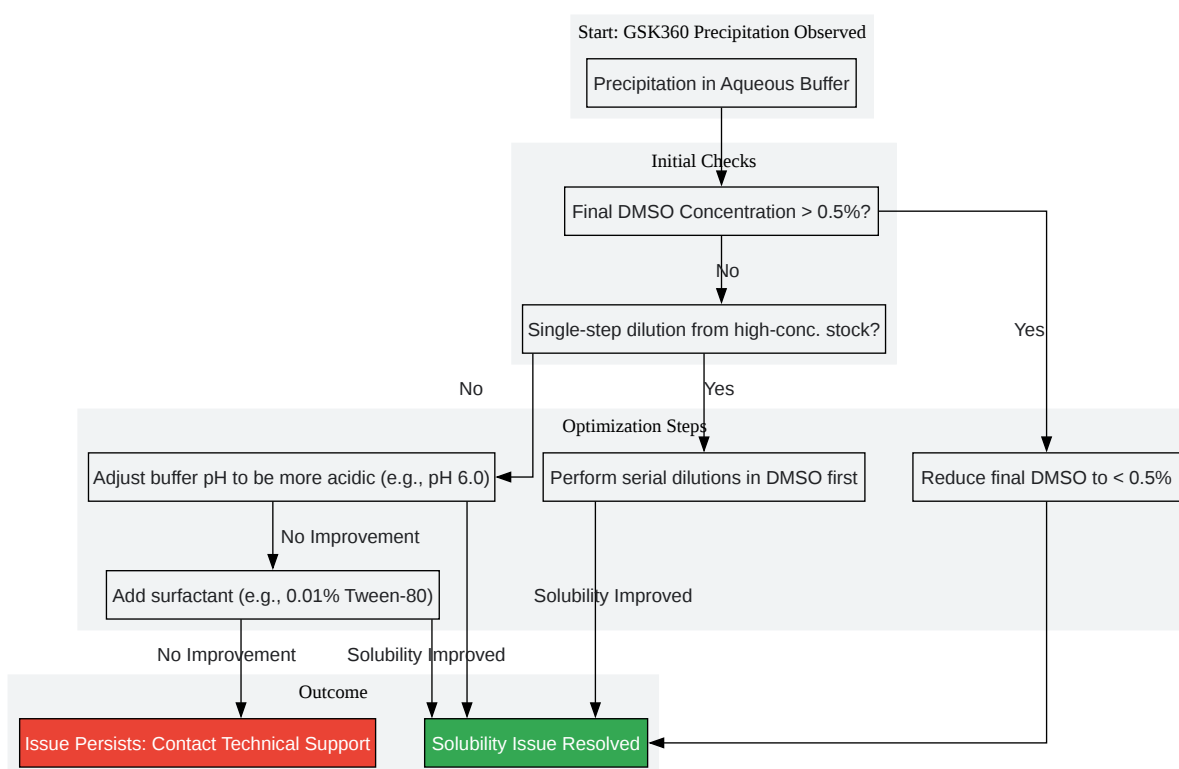 Start: GSK360 Precipitation Observed
Precipitation in Aqueous Buffer
Initial Checks
Final DMSO Concentration > 0.5%?
No
Single-step dilution from high-conc. stock?
Yes
No
Yes
Optimization Steps
Adjust buffer pH to be more acidic (e.g., pH 6.0)
Perform serial dilutions in DMSO first
Reduce final DMSO to < 0.5%
No Improvement
Add surfactant (e.g., 0.01% Tween-80)
Solubility Improved
No Improvement
Solubility Improved
Outcome
Issue Persists: Contact Technical Support
Solubility Issue Resolved